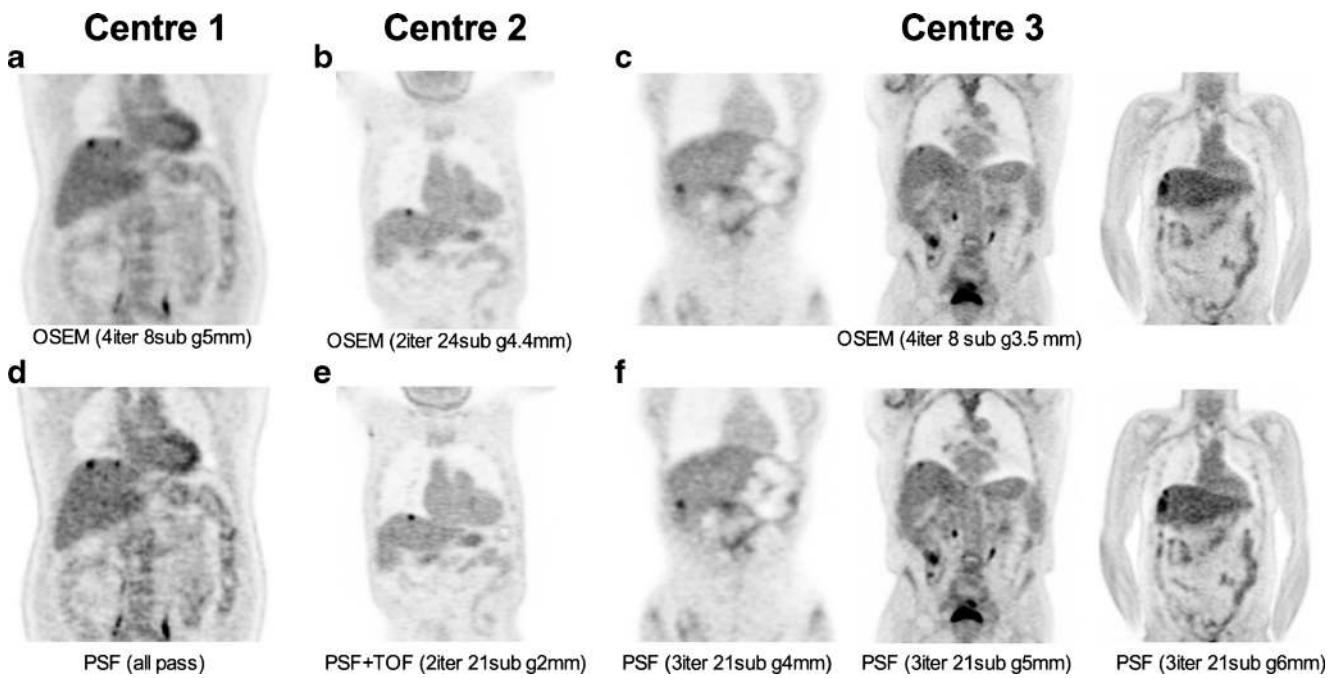 Centre 1 Centre 2 Centre 3
a b c
OSEM (4iter 8sub g5mm) OSEM (2iter 24sub g4.4mm) OSEM (4iter 8 sub g3.5 mm)
d e f
PSF (all pass) PSF+TOF (2iter 21sub g2mm) PSF (3iter 21sub g4mm) PSF (3iter 21sub g5mm) PSF (3iter 21sub g6mm)